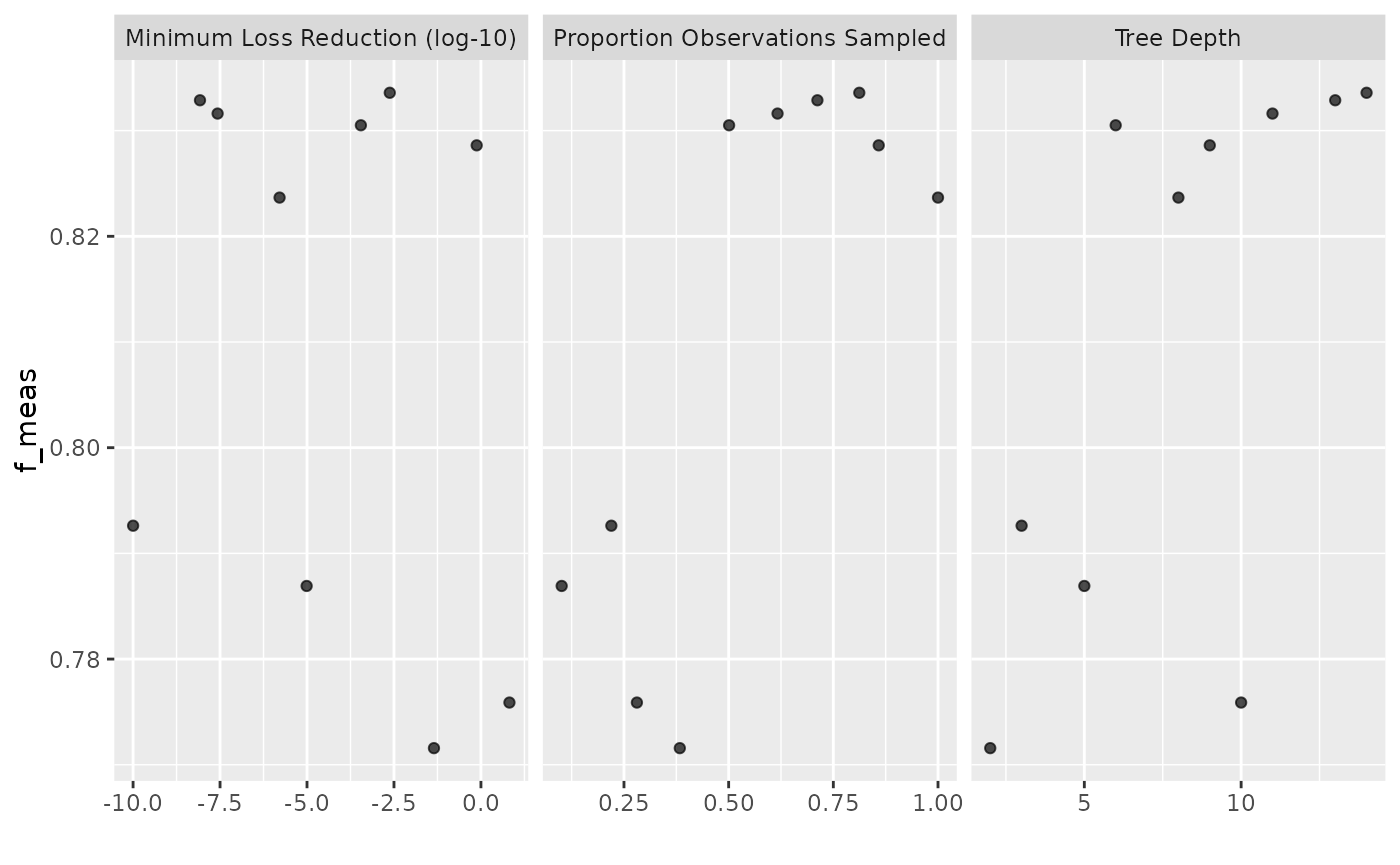 Minimum Loss Reduction (log-10) Proportion Observations Sampled Tree Depth
f_meas
0.82
0.80
0.78
-10.0 -7.5 -5.0 -2.5 0.0 0.25 0.50 0.75 1.00 5 10